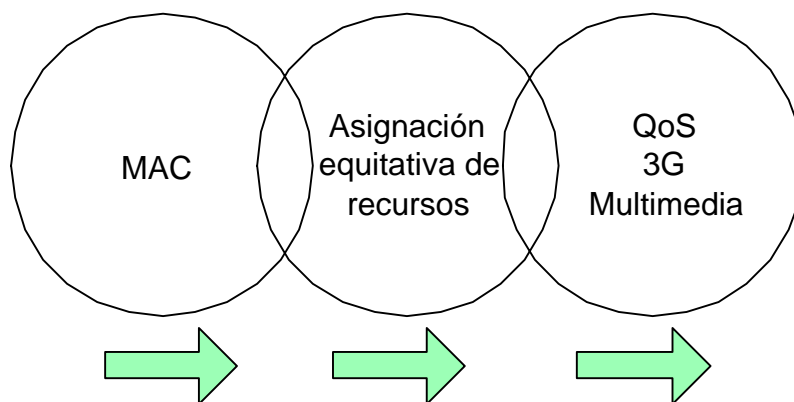 MAC
Asignación
equitativa de
recursos
QoS
3G
Multimedia